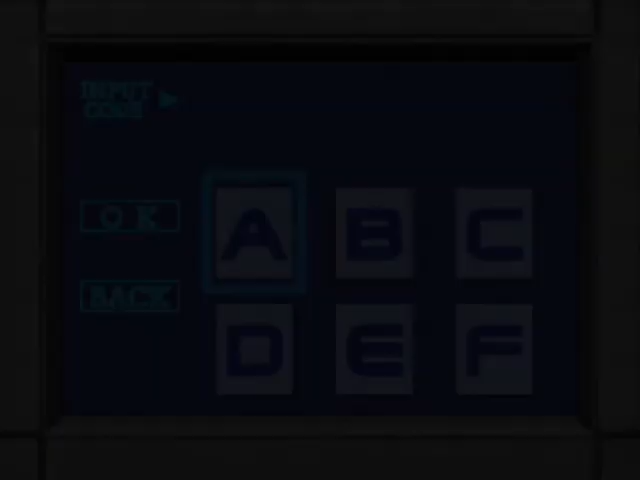 INPUT
CODE ▶
OK
A B C
BACK
D E F